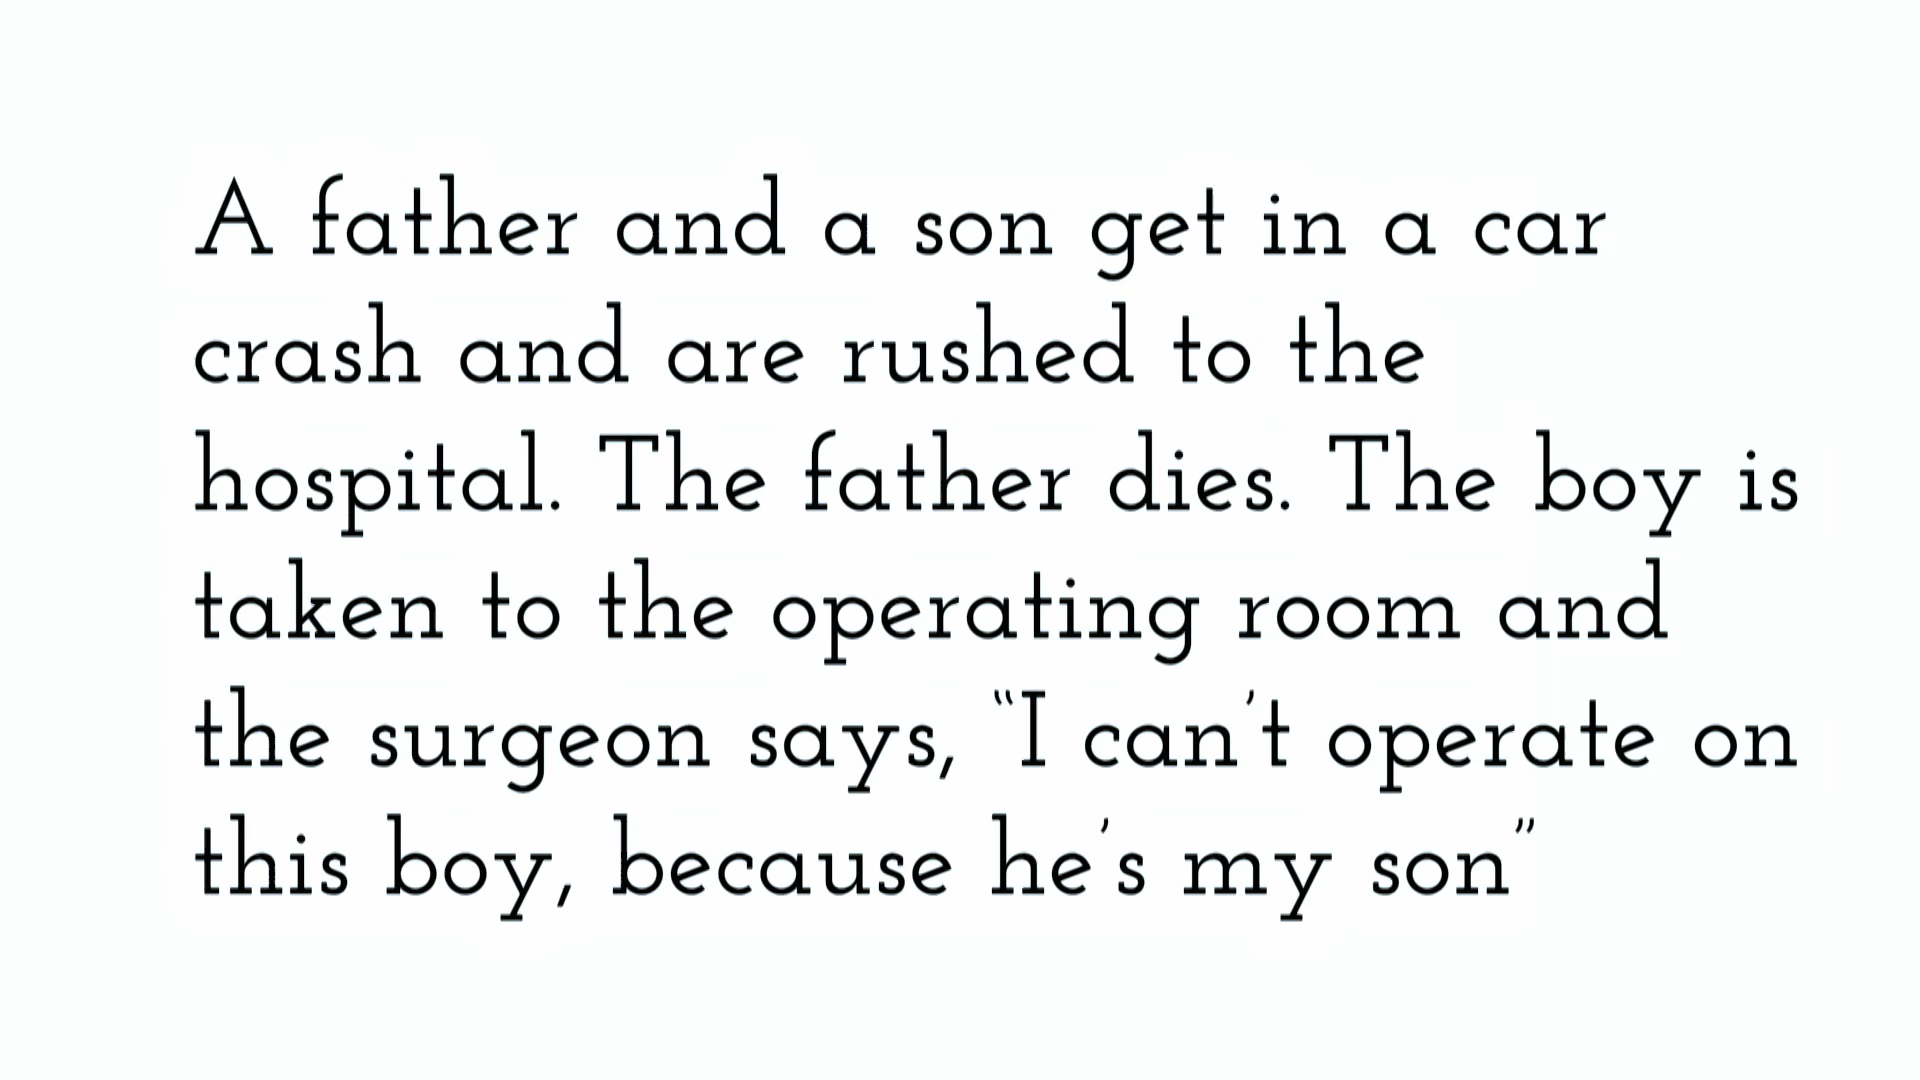 A father and a son get in a car
crash and are rushed to the
hospital. The father dies. The boy is
taken to the operating room and
the surgeon says, “I can’t operate on
this boy, because he’s my son”